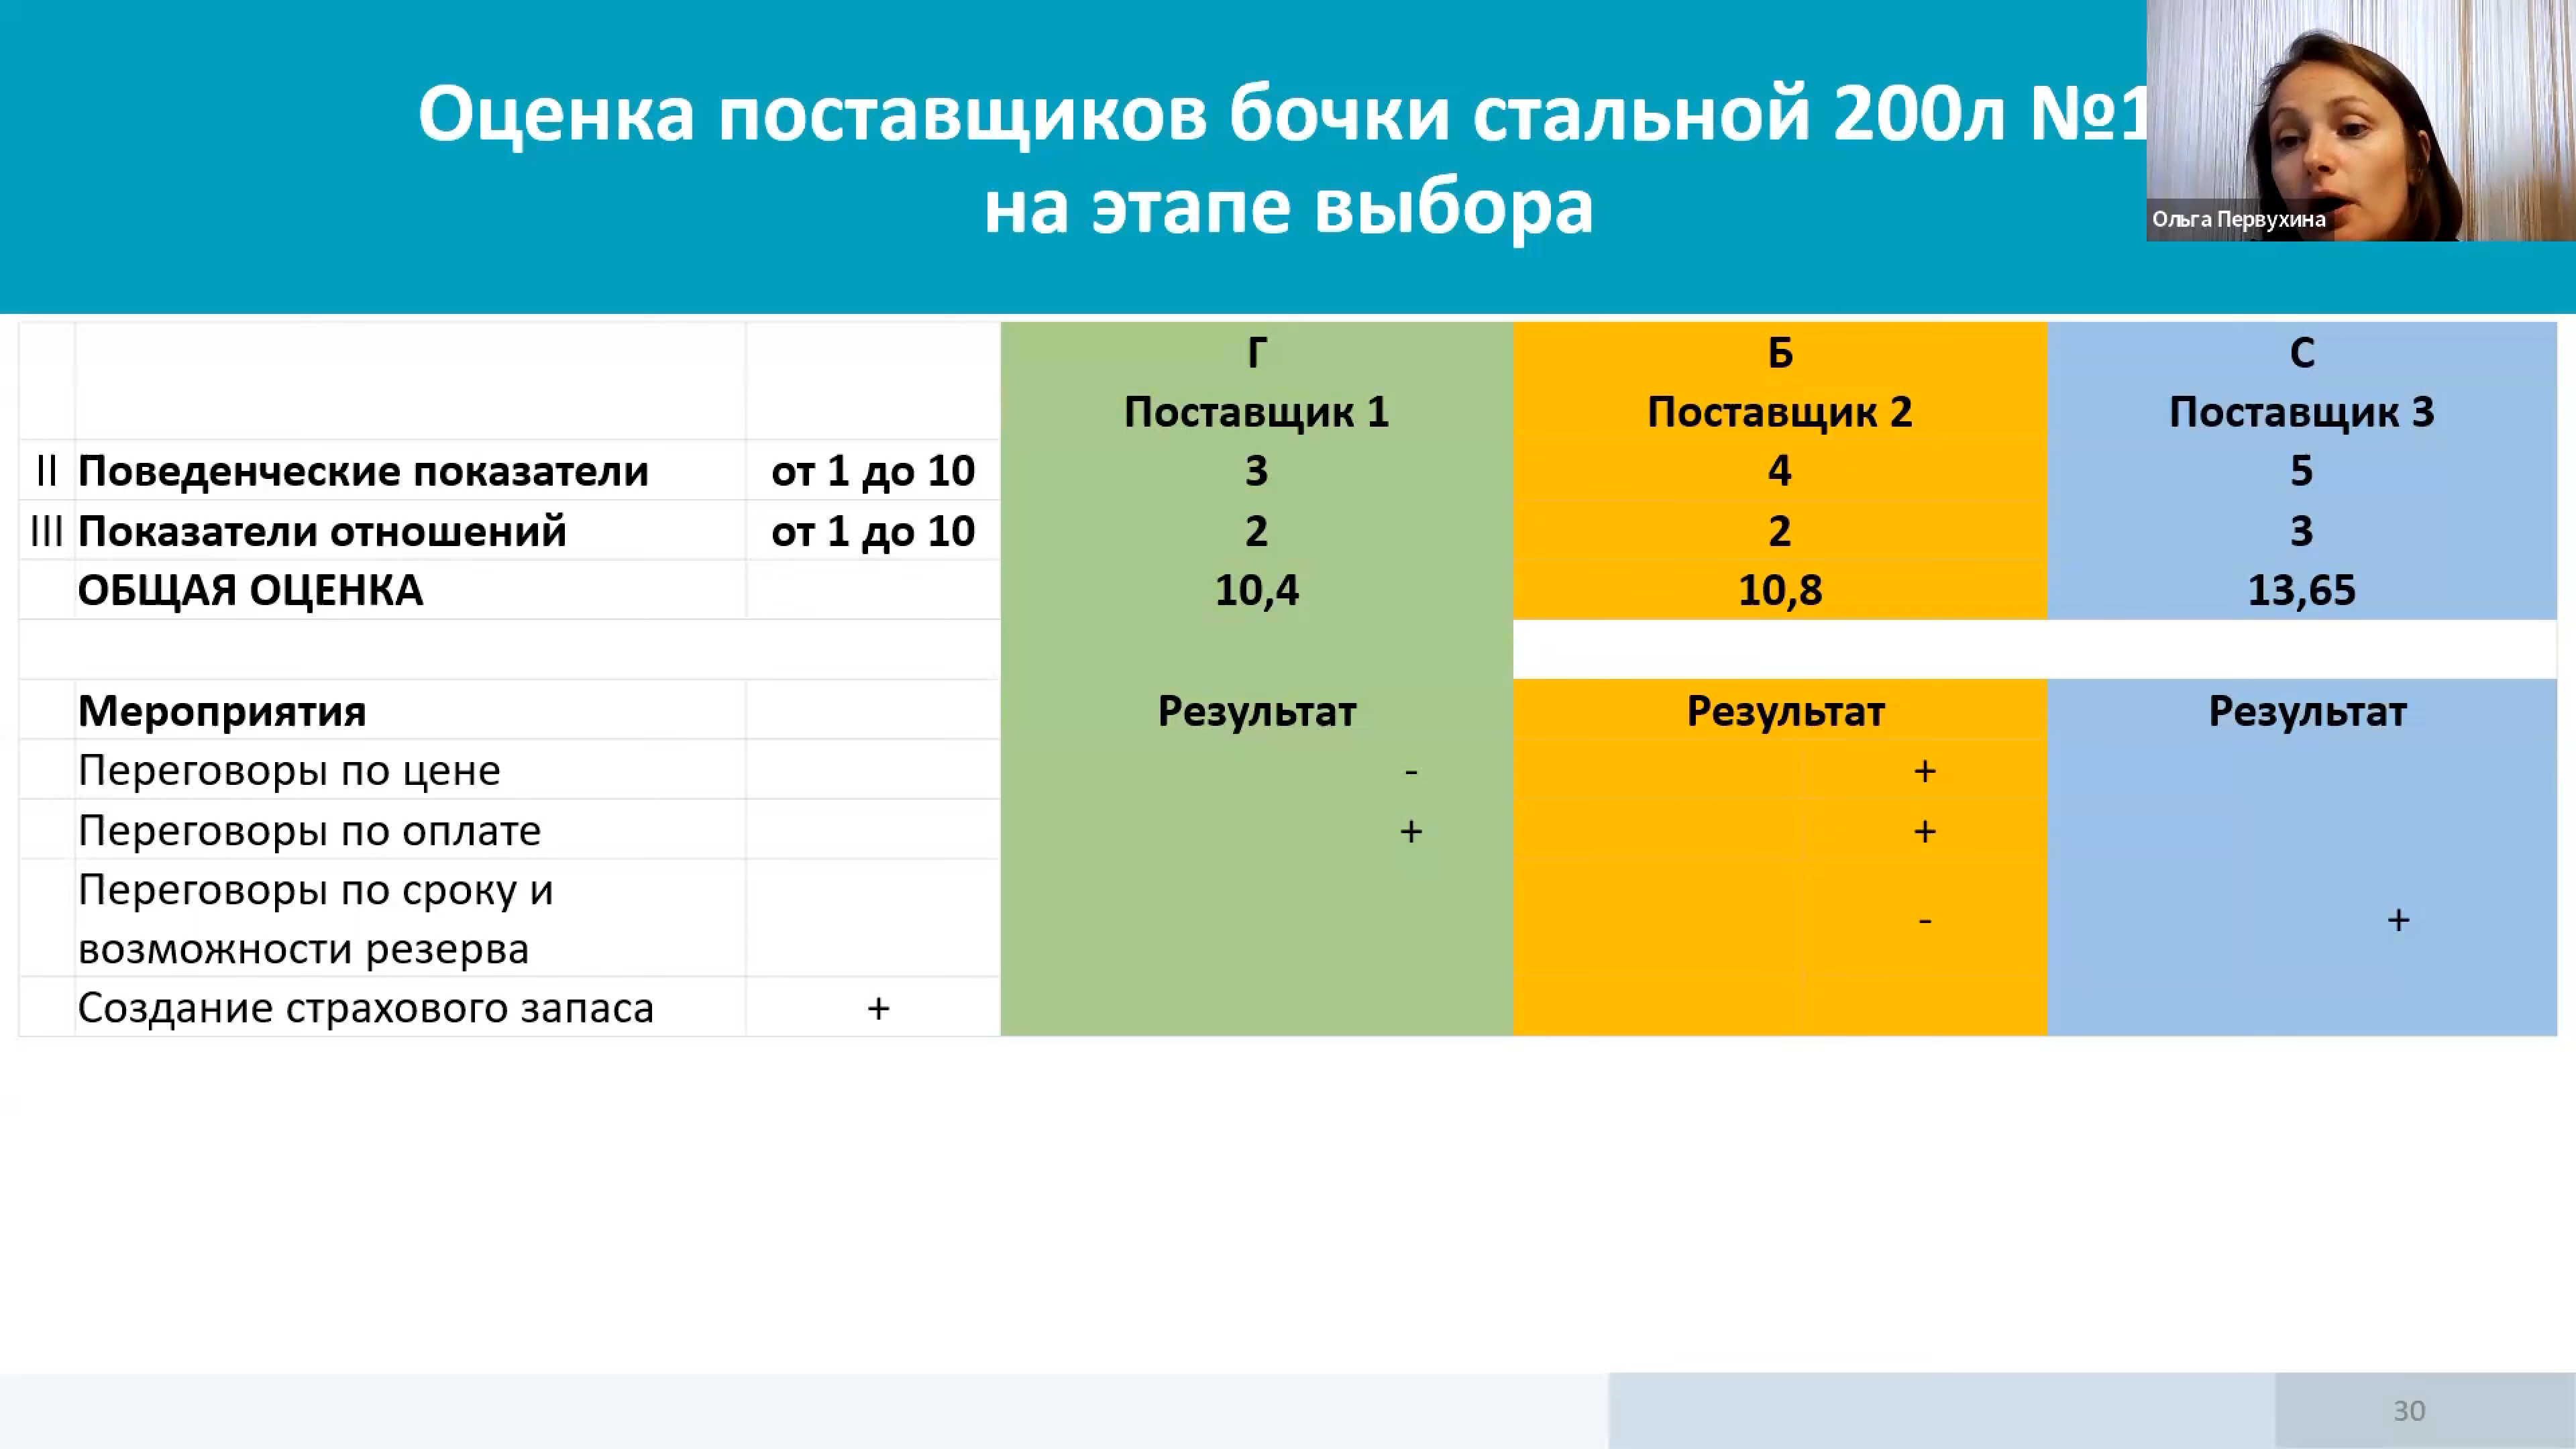 Оценка поставщиков бочки стальной 200л №1
на этапе выбора
Ольга Первухина
Г Б С
Поставщик 1 Поставщик 2 Поставщик 3
II Поведенческие показатели от 1 до 10 3 4 5
III Показатели отношений от 1 до 10 2 2 3
ОБЩАЯ ОЦЕНКА 10,4 10,8 13,65
Мероприятия Результат Результат Результат
Переговоры по цене - +
Переговоры по оплате + +
Переговоры по сроку и
возможности резерва - +
Создание страхового запаса +
30